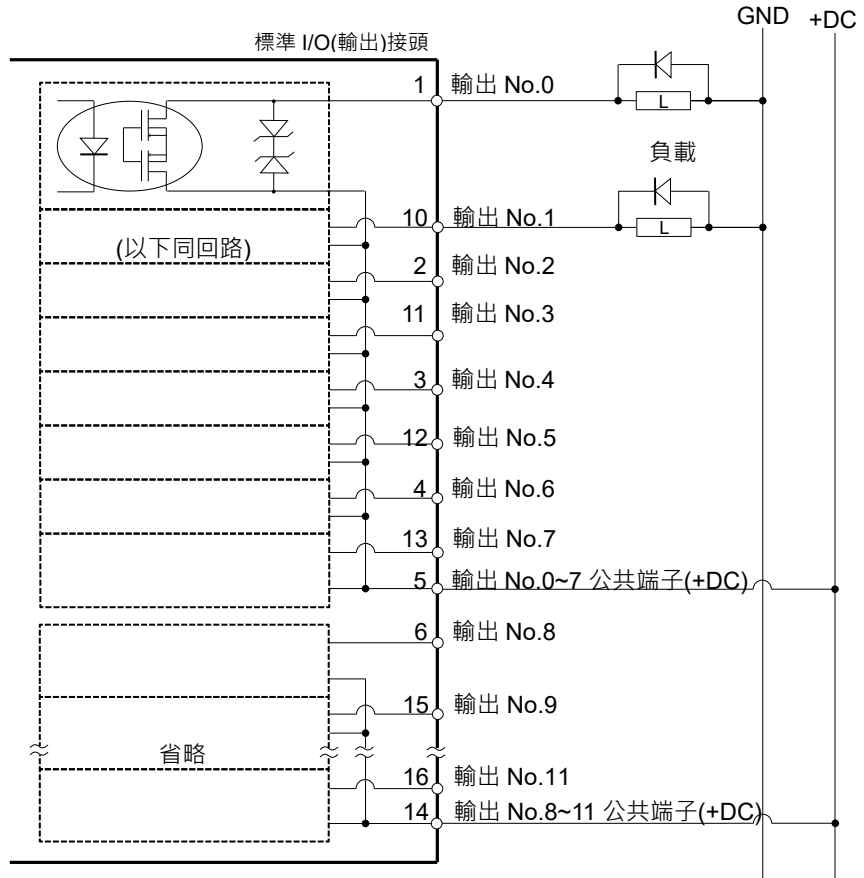 GND +DC
標準 I/O(輸出)接頭
1 輸出 No.0
L
負載
10 輸出 No.1
L
(以下同回路)
2 輸出 No.2
11 輸出 No.3
3 輸出 No.4
12 輸出 No.5
4 輸出 No.6
13 輸出 No.7
5 輸出 No.0~7 公共端子(+DC)
6 輸出 No.8
15 輸出 No.9
省略
16 輸出 No.11
14 輸出 No.8~11 公共端子(+DC)